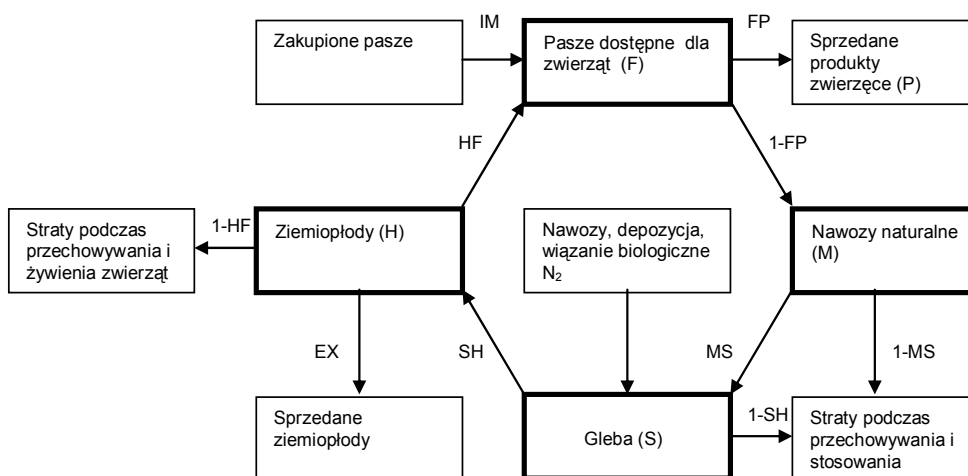 IM
FP
Zakupione pasze
Pasze dostępne dla
zwierząt (F)
Sprzedane
produkty
zwierzęce (P)
HF
1-FP
1-HF
Straty podczas
przechowywania i
żywienia zwierząt
Ziemiopłody (H)
Nawozy, depozycja,
wiązanie biologiczne
N₂
Nawozy naturalne
(M)
EX
SH
MS
1-MS
Sprzedane
ziemiopłody
Gleba (S)
1-SH
Straty podczas
przechowywania i
stosowania